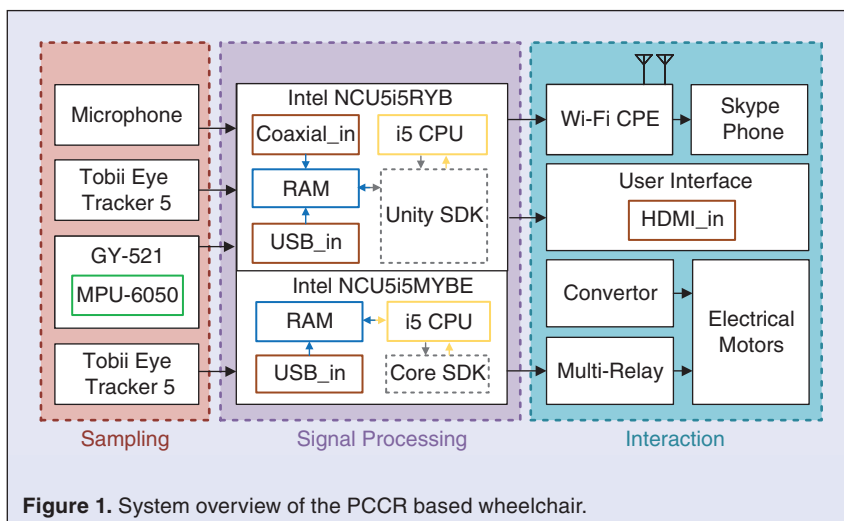 Microphone
Tobii Eye
Tracker 5
GY-521
MPU-6050
Tobii Eye
Tracker 5
Sampling
Intel NCU5i5RYB
Coaxial_in
i5 CPU
RAM
Unity SDK
USB_in
Intel NCU5i5MYBE
RAM
i5 CPU
USB_in
Core SDK
Signal Processing
Wi-Fi CPE
Skype
Phone
User Interface
HDMI_in
Convertor
Electrical
Motors
Multi-Relay
Interaction
Figure 1. System overview of the PCCR based wheelchair.